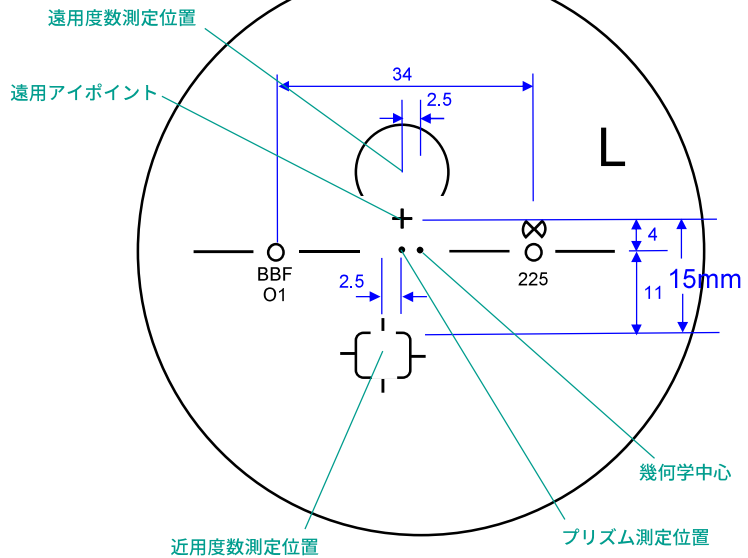 遠用度数測定位置
34
遠用アイポイント
2.5
L
4
BBF
O1
225
15mm
2.5
11
幾何学中心
プリズム測定位置
近用度数測定位置